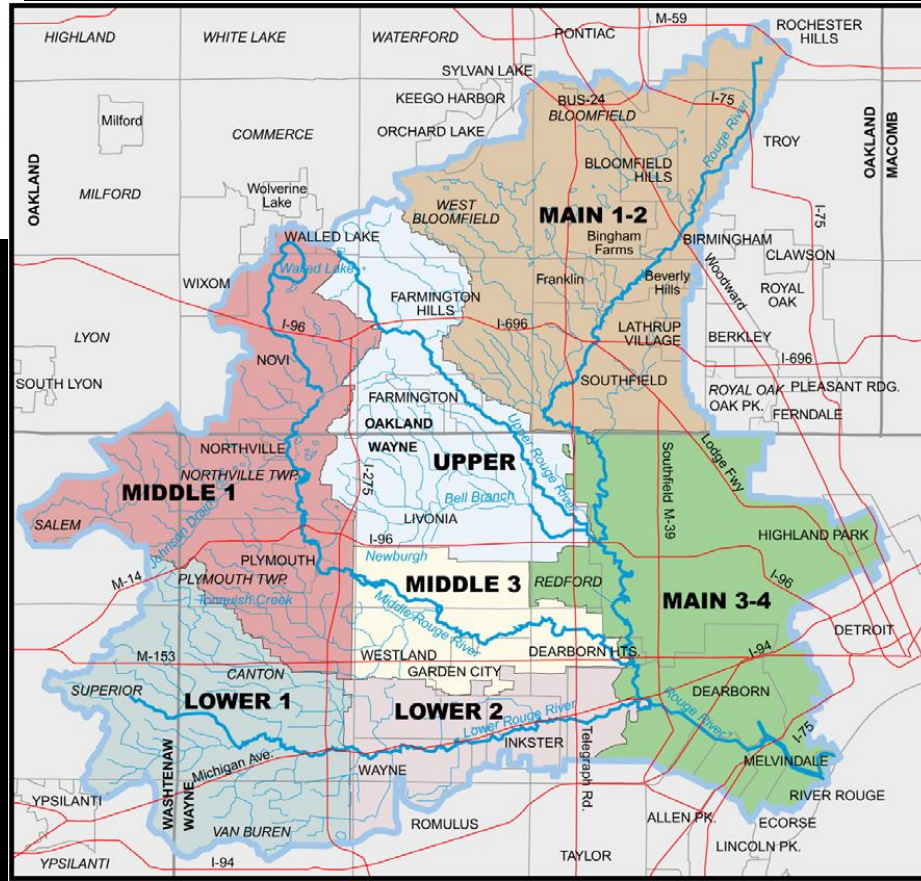 HIGHLAND
WHITE LAKE
WATERFORD
PONTIAC
M-59
ROCHESTER
HILLS
SYLVAN LAKE
KEEGO HARBOR
ORCHARD LAKE
BUS-24
BLOOMFIELD
I-75
Rouge River
TROY
OAKLAND
MACOMB
Milford
COMMERCE
OAKLAND
MILFORD
Wolverine
Lake
WEST
BLOOMFIELD
BLOOMFIELD
HILLS
MAIN 1-2
Bingham
Farms
I-75
WALLED LAKE
Walled Lake
BIRMINGHAM
CLAWSON
WIXOM
Franklin
Beverly
Hills
Woodward
ROYAL
OAK
FARMINGTON
HILLS
I-96
I-696
LATHRUP
VILLAGE
BERKLEY
LYON
NOVI
I-696
SOUTH LYON
SOUTHFIELD
ROYAL OAK
PLEASANT RDG.
OAK PK.
FERNDALE
FARMINGTON
OAKLAND
WAYNE
Upper Rouge River
NORTHVILLE
NORTHVILLE TWP.
I-275
UPPER
Southfield M-39
Lodge Fwy
MIDDLE 1
Bell Branch
LIVONIA
SALEM
Johnson Drain
I-96
HIGHLAND PARK
PLYMOUTH
Newburgh
M-14
PLYMOUTH TWP.
MIDDLE 3
REDFORD
I-96
Tonquish Creek
MAIN 3-4
Middle Rouge River
DETROIT
M-153
WESTLAND
DEARBORN HTS.
I-94
CANTON
GARDEN CITY
SUPERIOR
LOWER 1
LOWER 2
DEARBORN
Lower Rouge River
Rouge River
INKSTER
Telegraph Rd.
I-75
WASHTENAW
WAYNE
Michigan Ave.
WAYNE
MELVINDALE
YPSILANTI
RIVER ROUGE
VAN BUREN
ROMULUS
ALLEN PK.
ECORSE
LINCOLN PK.
YPSILANTI
I-94
TAYLOR